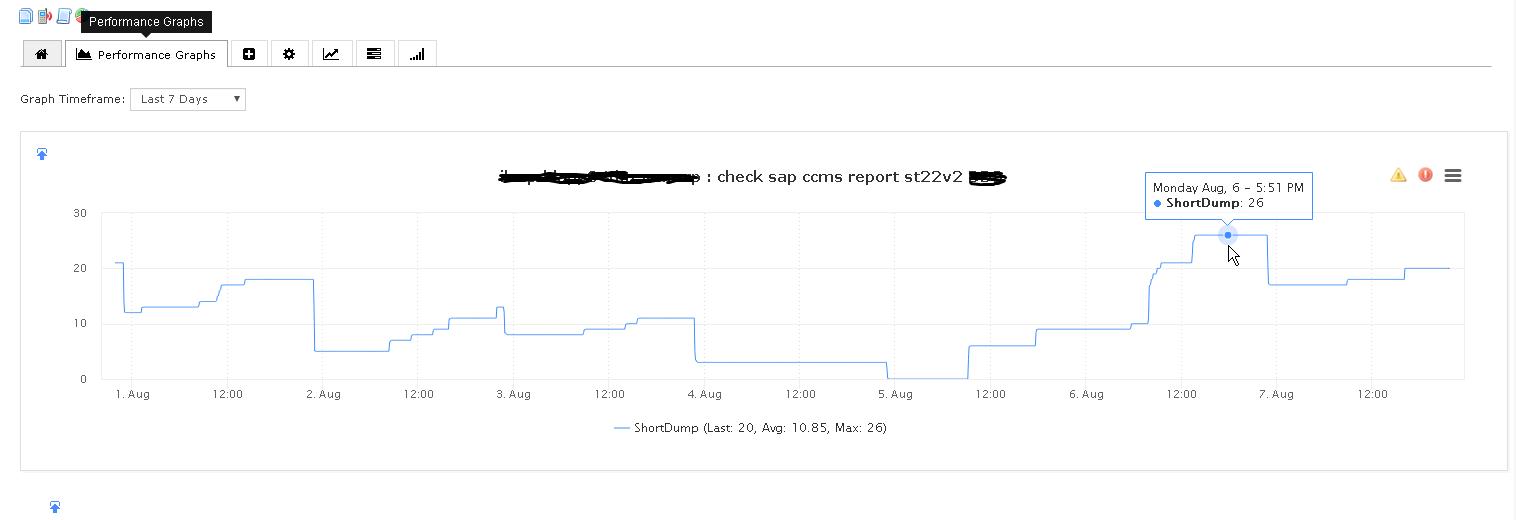 Performance Graphs
Performance Graphs
Graph Timeframe: Last 7 Days
: check sap ccms report st22v2
Monday Aug, 6 - 5:51 PM
ShortDump: 26
30
20
10
0
1. Aug 12:00 2. Aug 12:00 3. Aug 12:00 4. Aug 12:00 5. Aug 12:00 6. Aug 12:00 7. Aug 12:00
ShortDump (Last: 20, Avg: 10.85, Max: 26)